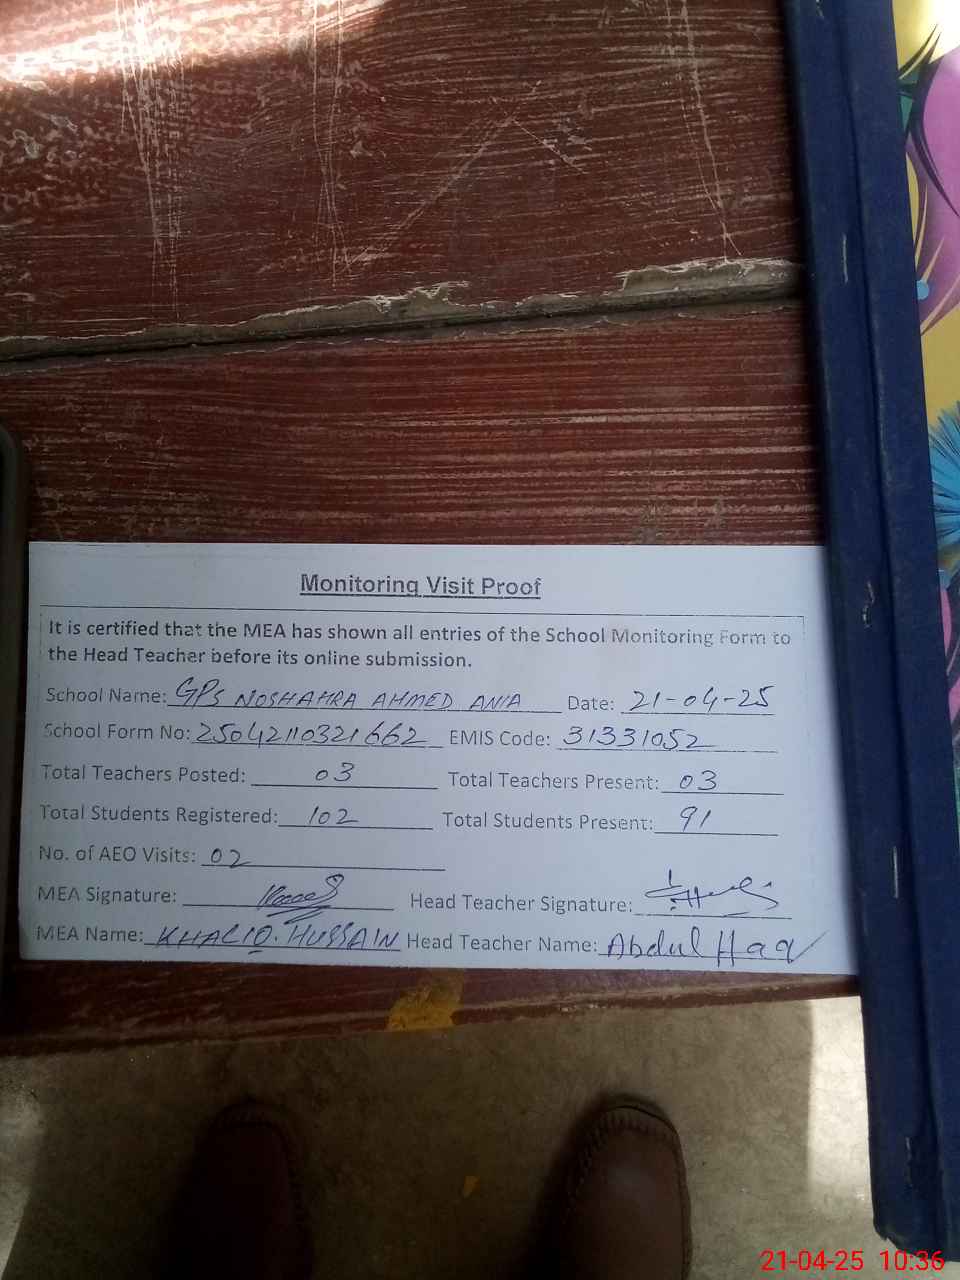 Monitoring Visit Proof
It is certified that the MEA has shown all entries of the School Monitoring Form to
the Head Teacher before its online submission.
School Name: GPS NOSHAHRA AHMED ANIA Date: 21-04-25
School Form No: 25042110321662 EMIS Code: 31331052
Total Teachers Posted: 03 Total Teachers Present: 03
Total Students Registered: 102 Total Students Present: 91
No. of AEO Visits: 02
MEA Signature: Head Teacher Signature:
MEA Name: KHALIQ. HUSSAIN Head Teacher Name: Abdul Haq
21-04-25 10:36